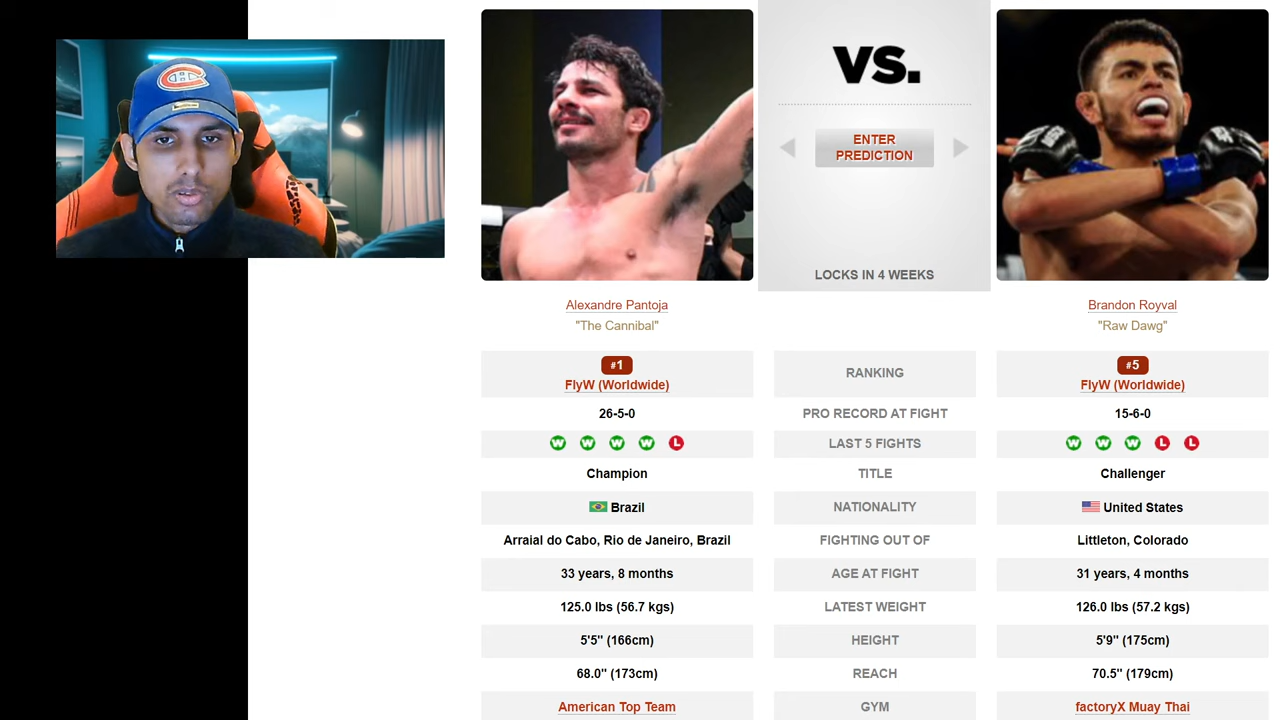 VS.
ENTER
PREDICTION
LOCKS IN 4 WEEKS
Alexandre Pantoja
"The Cannibal"
Brandon Royval
"Raw Dawg"
#1
FlyW (Worldwide)
RANKING
#5
FlyW (Worldwide)
26-5-0
PRO RECORD AT FIGHT
15-6-0
W W W W L
LAST 5 FIGHTS
W W W L L
Champion
TITLE
Challenger
Brazil
NATIONALITY
United States
Arraial do Cabo, Rio de Janeiro, Brazil
FIGHTING OUT OF
Littleton, Colorado
33 years, 8 months
AGE AT FIGHT
31 years, 4 months
125.0 lbs (56.7 kgs)
LATEST WEIGHT
126.0 lbs (57.2 kgs)
5'5" (166cm)
HEIGHT
5'9" (175cm)
68.0" (173cm)
REACH
70.5" (179cm)
American Top Team
GYM
factoryX Muay Thai